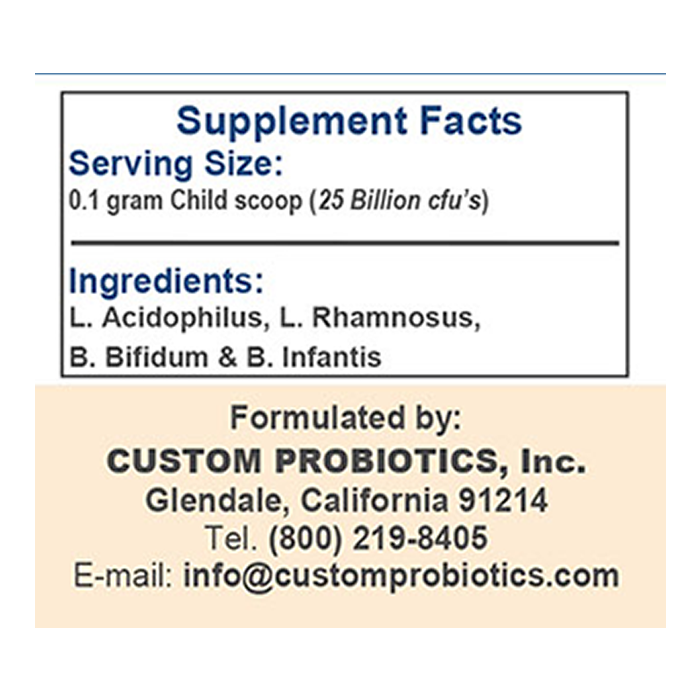 Supplement Facts
Serving Size:
0.1 gram Child scoop (25 Billion cfu's)
Ingredients:
L. Acidophilus, L. Rhamnosus,
B. Bifidum & B. Infantis
Formulated by:
CUSTOM PROBIOTICS, Inc.
Glendale, California 91214
Tel. (800) 219-8405
E-mail: info@customprobiotics.com